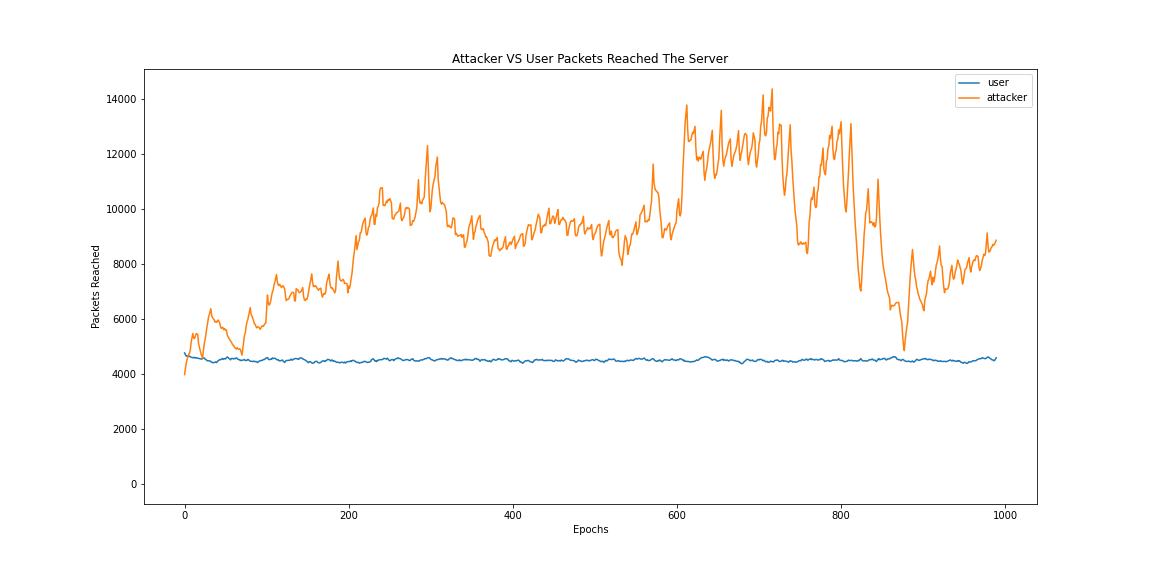 Attacker VS User Packets Reached The Server
user
attacker
Packets Reached
14000
12000
10000
8000
6000
4000
2000
0
0 200 400 600 800 1000
Epochs